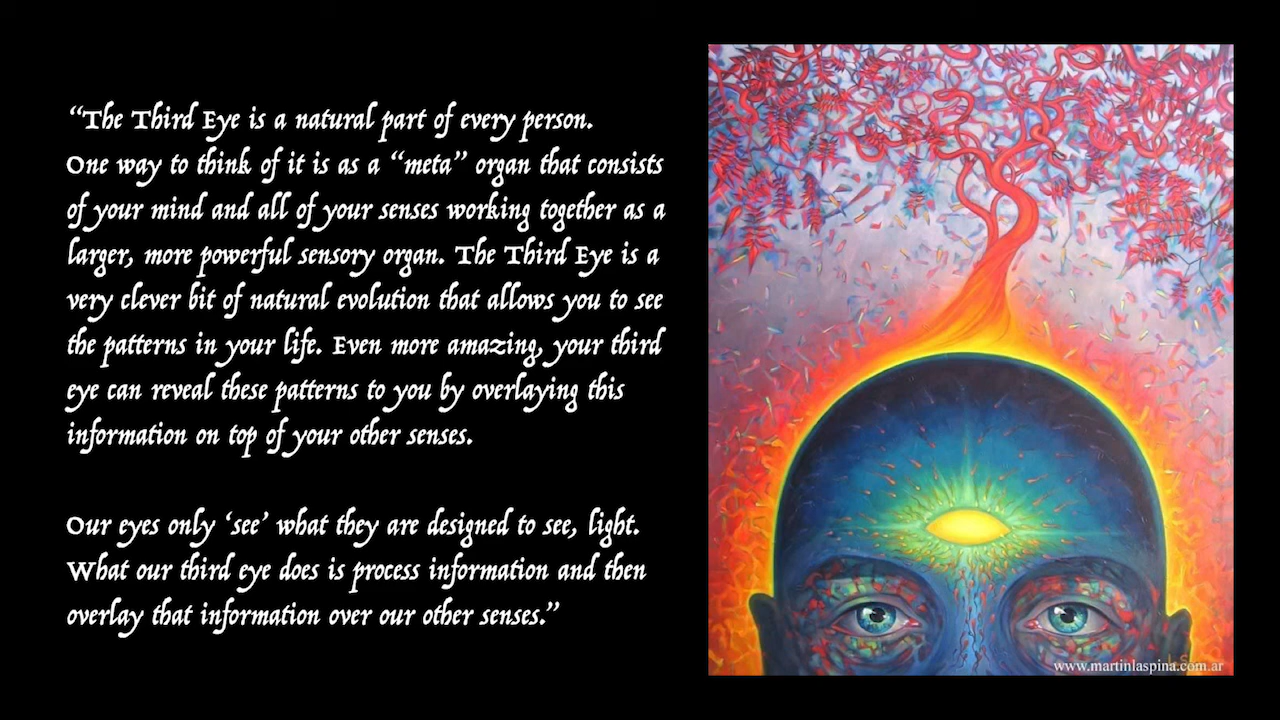 “The Third Eye is a natural part of every person.
One way to think of it is as a “meta” organ that consists
of your mind and all of your senses working together as a
larger, more powerful sensory organ. The Third Eye is a
very clever bit of natural evolution that allows you to see
the patterns in your life. Even more amazing, your third
eye can reveal these patterns to you by overlaying this
information on top of your other senses.
Our eyes only ‘see’ what they are designed to see, light.
What our third eye does is process information and then
overlay that information over our other senses.”
www.martinlaspina.com.ar